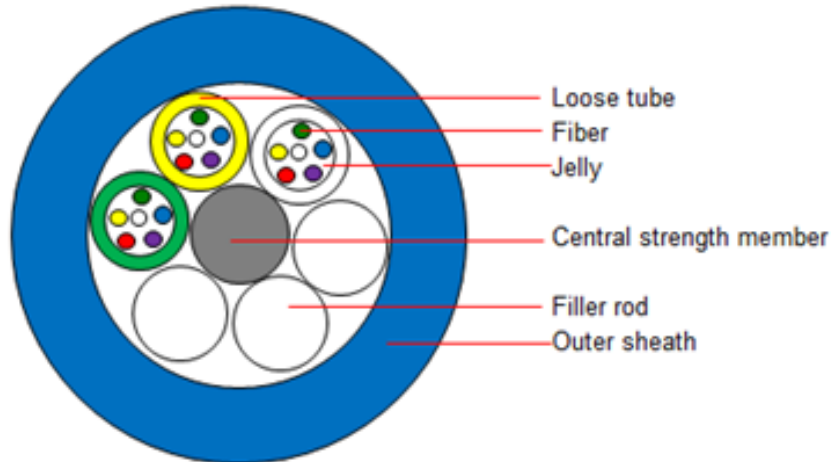 Loose tube
Fiber
Jelly
Central strength member
Filler rod
Outer sheath